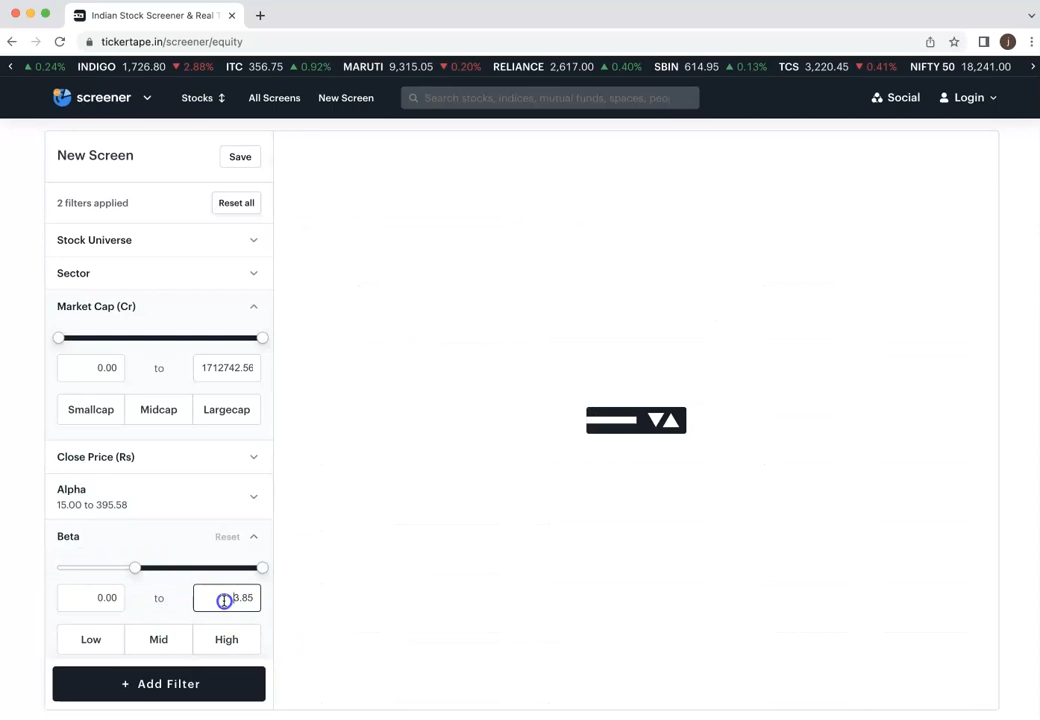 Indian Stock Screener & Real T
tickertape.in/screener/equity
0.24% INDIGO 1,726.80 2.88% ITC 356.75 0.92% MARUTI 9,315.05 0.20% RELIANCE 2,617.00 0.40% SBIN 614.95 0.13% TCS 3,220.45 0.41% NIFTY 50 18,241.00
screener Stocks All Screens New Screen Search stocks, indices, mutual funds, spaces, peop Social Login
New Screen Save
2 filters applied Reset all
Stock Universe
Sector
Market Cap (Cr)
0.00 to 1712742.56
Smallcap Midcap Largecap
Close Price (Rs)
Alpha
15.00 to 395.58
Beta Reset
0.00 to 3.85
Low Mid High
+ Add Filter